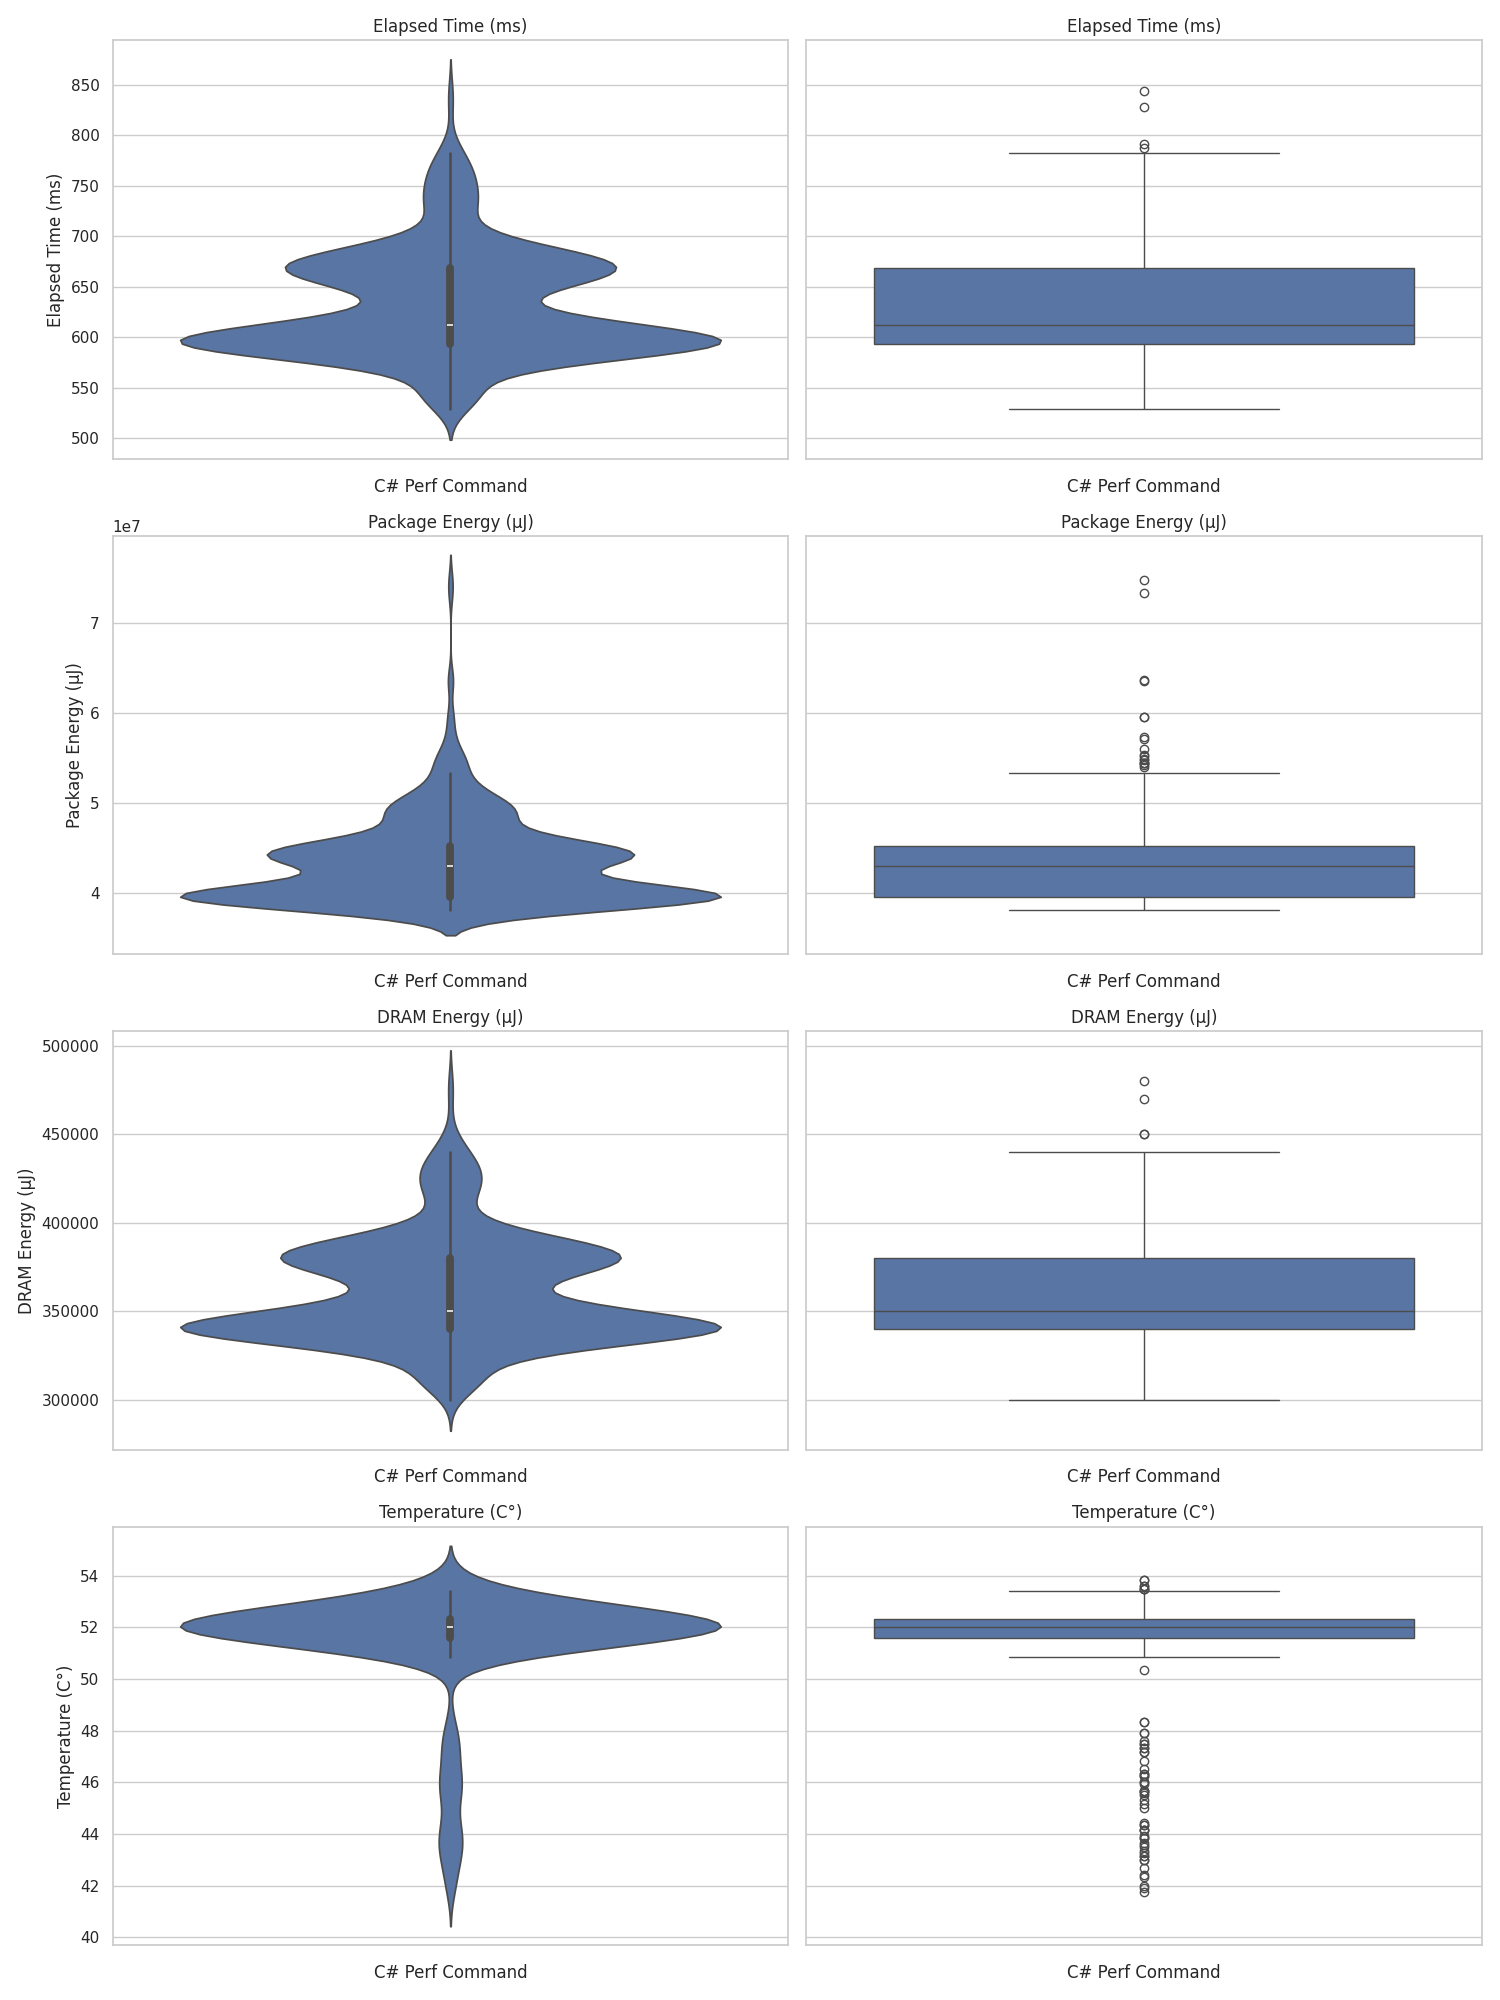 Elapsed Time (ms)
Elapsed Time (ms)
Elapsed Time (ms)
850
800
750
700
650
600
550
500
C# Perf Command
C# Perf Command
1e7
Package Energy (µJ)
Package Energy (µJ)
Package Energy (µJ)
7
6
5
4
C# Perf Command
C# Perf Command
DRAM Energy (µJ)
DRAM Energy (µJ)
DRAM Energy (µJ)
500000
450000
400000
350000
300000
C# Perf Command
C# Perf Command
Temperature (C°)
Temperature (C°)
Temperature (C°)
54
52
50
48
46
44
42
40
C# Perf Command
C# Perf Command